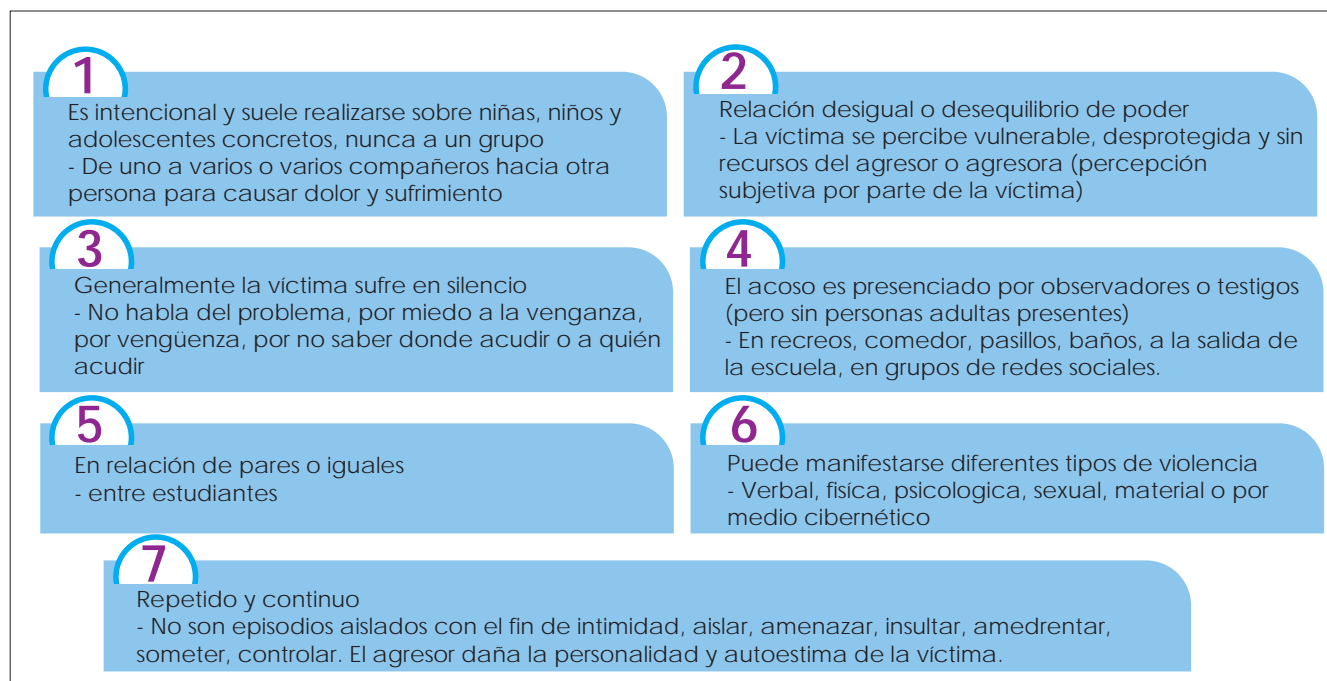 1
Es intencional y suele realizarse sobre niñas, niños y
adolescentes concretos, nunca a un grupo
- De uno a varios o varios compañeros hacia otra
persona para causar dolor y sufrimiento
2
Relación desigual o desequilibrio de poder
- La víctima se percibe vulnerable, desprotegida y sin
recursos del agresor o agresora (percepción
subjetiva por parte de la víctima)
3
Generalmente la víctima sufre en silencio
- No habla del problema, por miedo a la venganza,
por vengüenza, por no saber donde acudir o a quién
acudir
4
El acoso es presenciado por observadores o testigos
(pero sin personas adultas presentes)
- En recreos, comedor, pasillos, baños, a la salida de
la escuela, en grupos de redes sociales.
5
En relación de pares o iguales
- entre estudiantes
6
Puede manifestarse diferentes tipos de violencia
- Verbal, fisíca, psicologica, sexual, material o por
medio cibernético
7
Repetido y continuo
- No son episodios aislados con el fin de intimidad, aislar, amenazar, insultar, amedrentar,
someter, controlar. El agresor daña la personalidad y autoestima de la víctima.